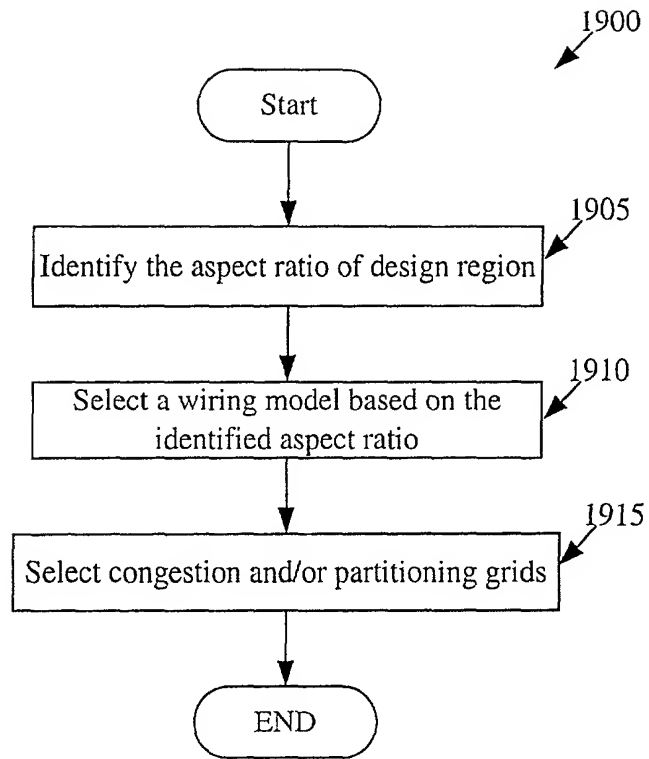 1900
Start
1905
Identify the aspect ratio of design region
1910
Select a wiring model based on the
identified aspect ratio
1915
Select congestion and/or partitioning grids
END